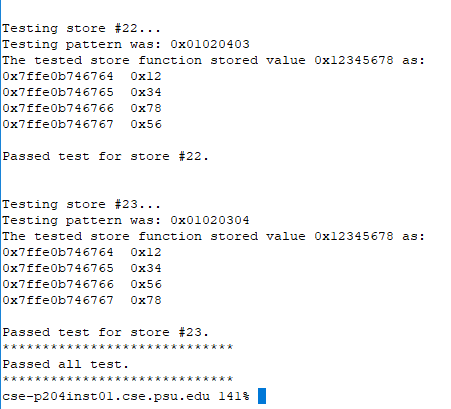 Testing store #22...
Testing pattern was: 0x01020403
The tested store function stored value 0x12345678 as:
0x7ffe0b746764  0x12
0x7ffe0b746765  0x34
0x7ffe0b746766  0x78
0x7ffe0b746767  0x56
Passed test for store #22.
Testing store #23...
Testing pattern was: 0x01020304
The tested store function stored value 0x12345678 as:
0x7ffe0b746764  0x12
0x7ffe0b746765  0x34
0x7ffe0b746766  0x56
0x7ffe0b746767  0x78
Passed test for store #23.
*****************************
Passed all test.
*****************************
cse-p204inst01.cse.psu.edu 141%